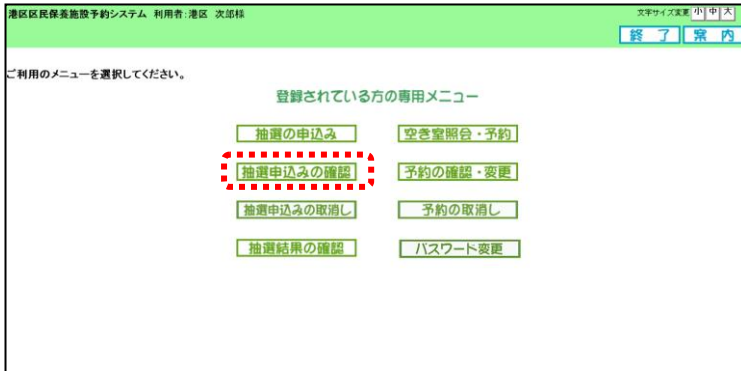 港区区民保養施設予約システム 利用者:港区 次郎様
文字サイズ変更 小 中 大
終 了 案 内
ご利用のメニューを選択してください。
登録されている方の専用メニュー
抽選の申込み 空き室照会・予約
抽選申込みの確認 予約の確認・変更
抽選申込みの取消し 予約の取消し
抽選結果の確認 パスワード変更